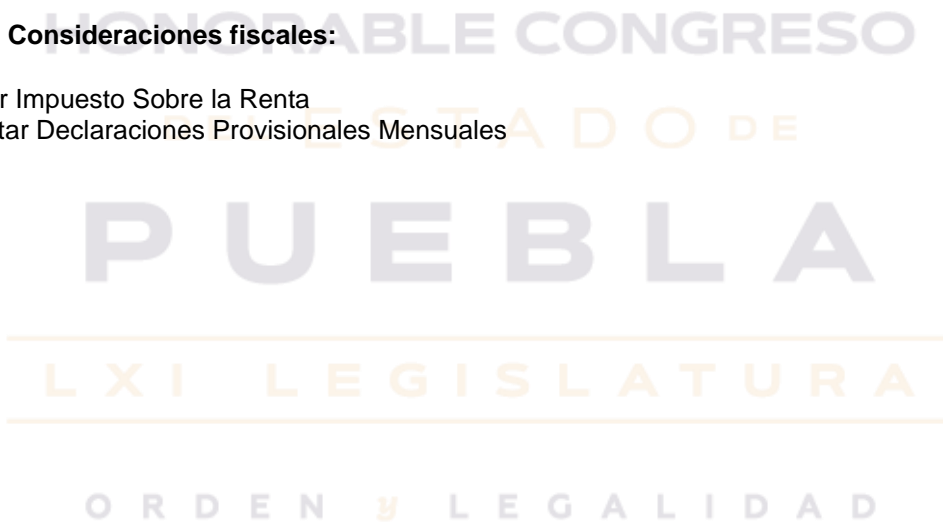 HONORABLE CONGRESO
Consideraciones fiscales:
r Impuesto Sobre la Renta
tar Declaraciones Provisionales Mensuales
ESTADO DE
PUEBLA
LXI LEGISLATURA
ORDEN y LEGALIDAD